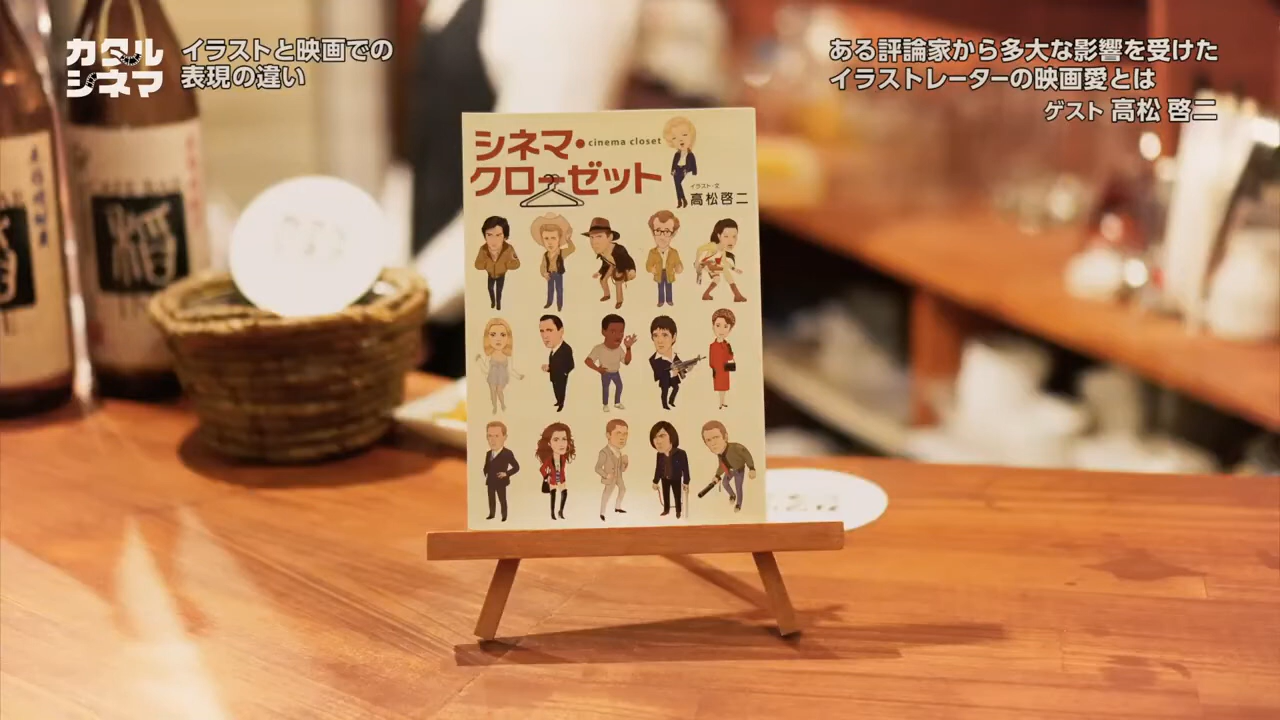 カタル
シネマ
イラストと映画での
表現の違い
ある評論家から多大な影響を受けた
イラストレーターの映画愛とは
ゲスト 高松 啓二
シネマ・
cinema closet
クローゼット
イラスト・文
高松啓二